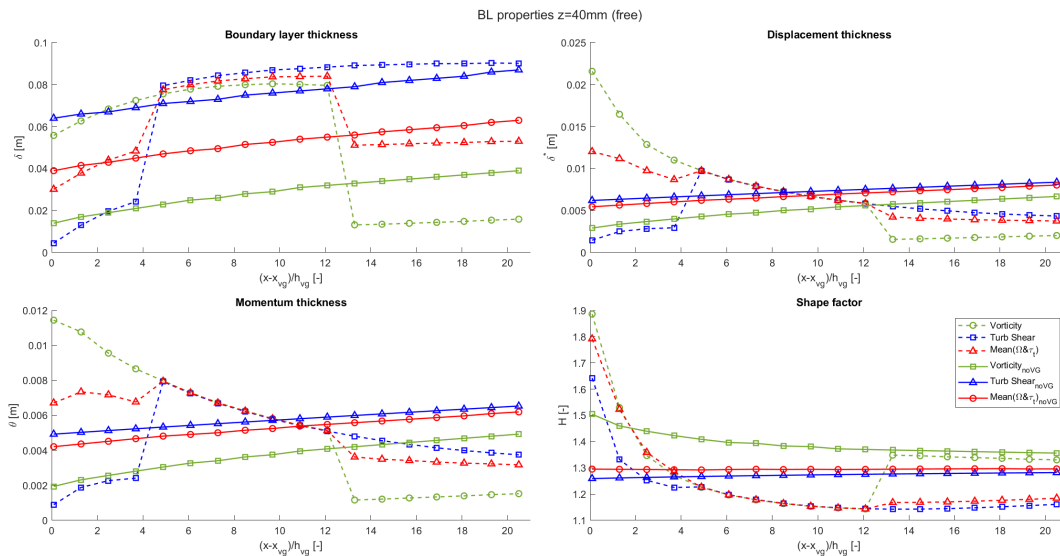 BL properties z=40mm (free)
Boundary layer thickness
0.1
0.08
0.06
0.04
0.02
0
δ [m]
0 2 4 6 8 10 12 14 16 18 20
(x-x_vg)/h_vg [-]
Displacement thickness
0.025
0.02
0.015
0.01
0.005
0
δ* [m]
0 2 4 6 8 10 12 14 16 18 20
(x-x_vg)/h_vg [-]
Momentum thickness
0.012
0.01
0.008
0.006
0.004
0.002
0
θ [m]
0 2 4 6 8 10 12 14 16 18 20
(x-x_vg)/h_vg [-]
Shape factor
1.9
1.8
1.7
1.6
1.5
1.4
1.3
1.2
1.1
H [-]
0 2 4 6 8 10 12 14 16 18 20
(x-x_vg)/h_vg [-]
Vorticity
Turb Shear
Mean(Ω&τ_t)
Vorticity_noVG
Turb Shear_noVG
Mean(Ω&τ_t)_noVG